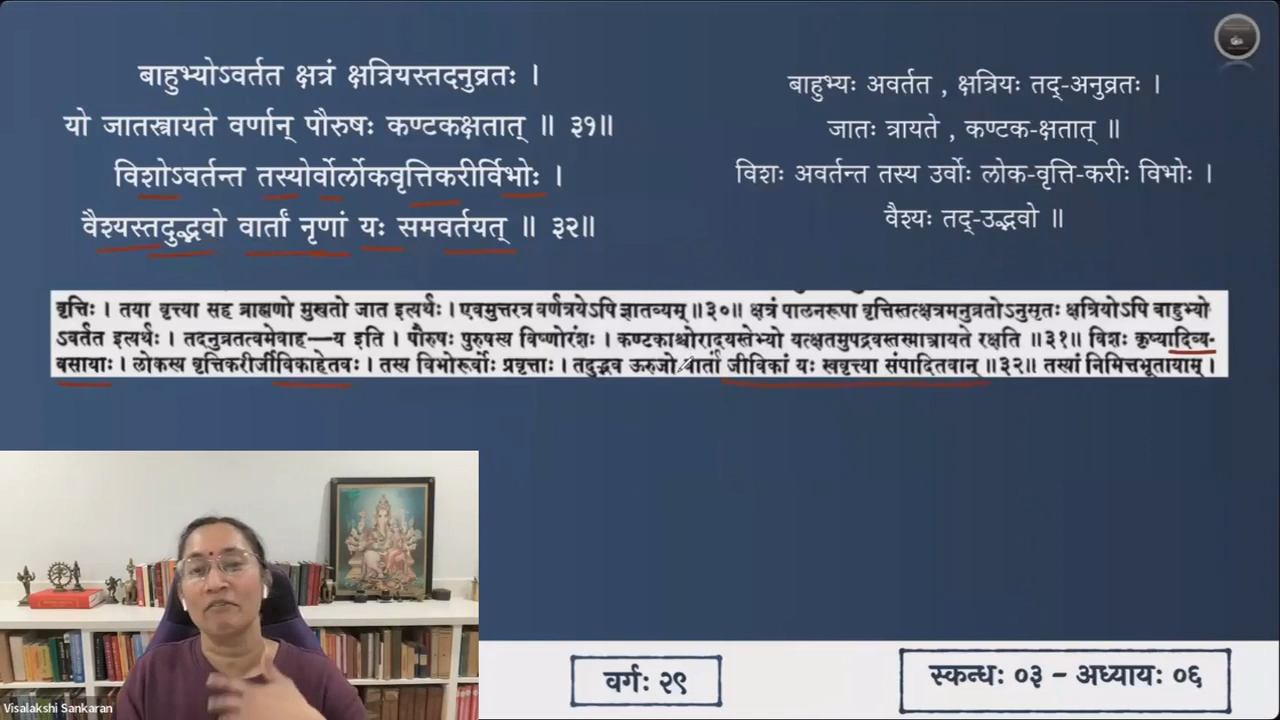 बाहुभ्योऽवर्तत क्षत्रं क्षत्रियस्तदनुव्रतः ।
यो जातस्त्रायते वर्णान् पौरुषः कण्टकक्षतात् ॥ ३१॥
विशोऽवर्तन्त तस्योर्वोर्लोकवृत्तिकरीर्विभोः ।
वैश्यस्तदुद्भवो वार्तां नृणां यः समवर्तयत् ॥ ३२॥
बाहुभ्यः अवर्तत , क्षत्रियः तद्-अनुव्रतः ।
जातः त्रायते , कण्टक-क्षतात् ॥
विशः अवर्तन्त तस्य उर्वोः लोक-वृत्ति-करीः विभोः ।
वैश्यः तद्-उद्भवो ॥
वृत्तिः । तया वृत्त्या सह ब्राह्मणो मुखतो जात इत्यर्थः । एवमुत्तरत्र वर्णत्रयेऽपि ज्ञातव्यम् ॥३०॥ क्षत्रं पालनरूपा वृत्तिस्तत्क्षत्रमनुव्रतोऽनुसृतः क्षत्रियोऽपि बाहुभ्यो-
ऽवर्तत इत्यर्थः । तदनुव्रतत्वमेवाह—य इति । पौरुषः पुरुषस्य विष्णोरंशः । कण्टकाश्चोरादयस्तेभ्यो यत्क्षतमुपद्रवस्तस्मात्त्रायते रक्षति ॥३१॥ विशः कृष्यादिव्य-
वसायाः । लोकस्य वृत्तिकरीर्जीविकाहेतवः । तस्य विभोरूर्वोः प्रवृत्ताः । तदुद्भव ऊरुजो वार्तां जीविकां यः स्ववृत्त्या संपादितवान् ॥३२॥ तस्यां निमित्तभूतायाम् ।
Visalakshi Sankaran
वर्गः २९
स्कन्धः ०३ - अध्यायः ०६